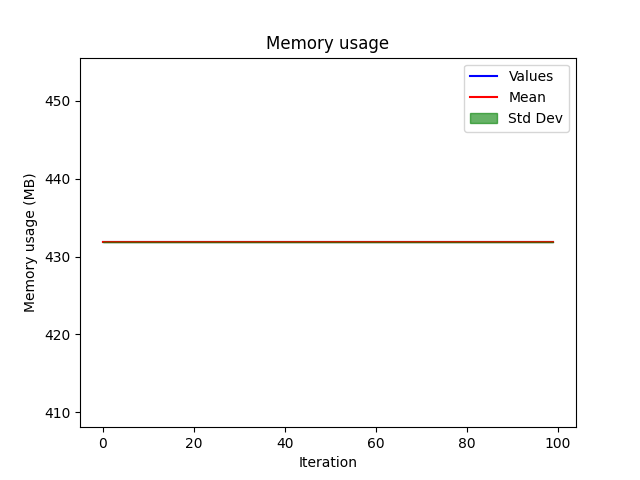 Memory usage
Values
Mean
Std Dev
450
440
430
420
410
Memory usage (MB)
0 20 40 60 80 100
Iteration